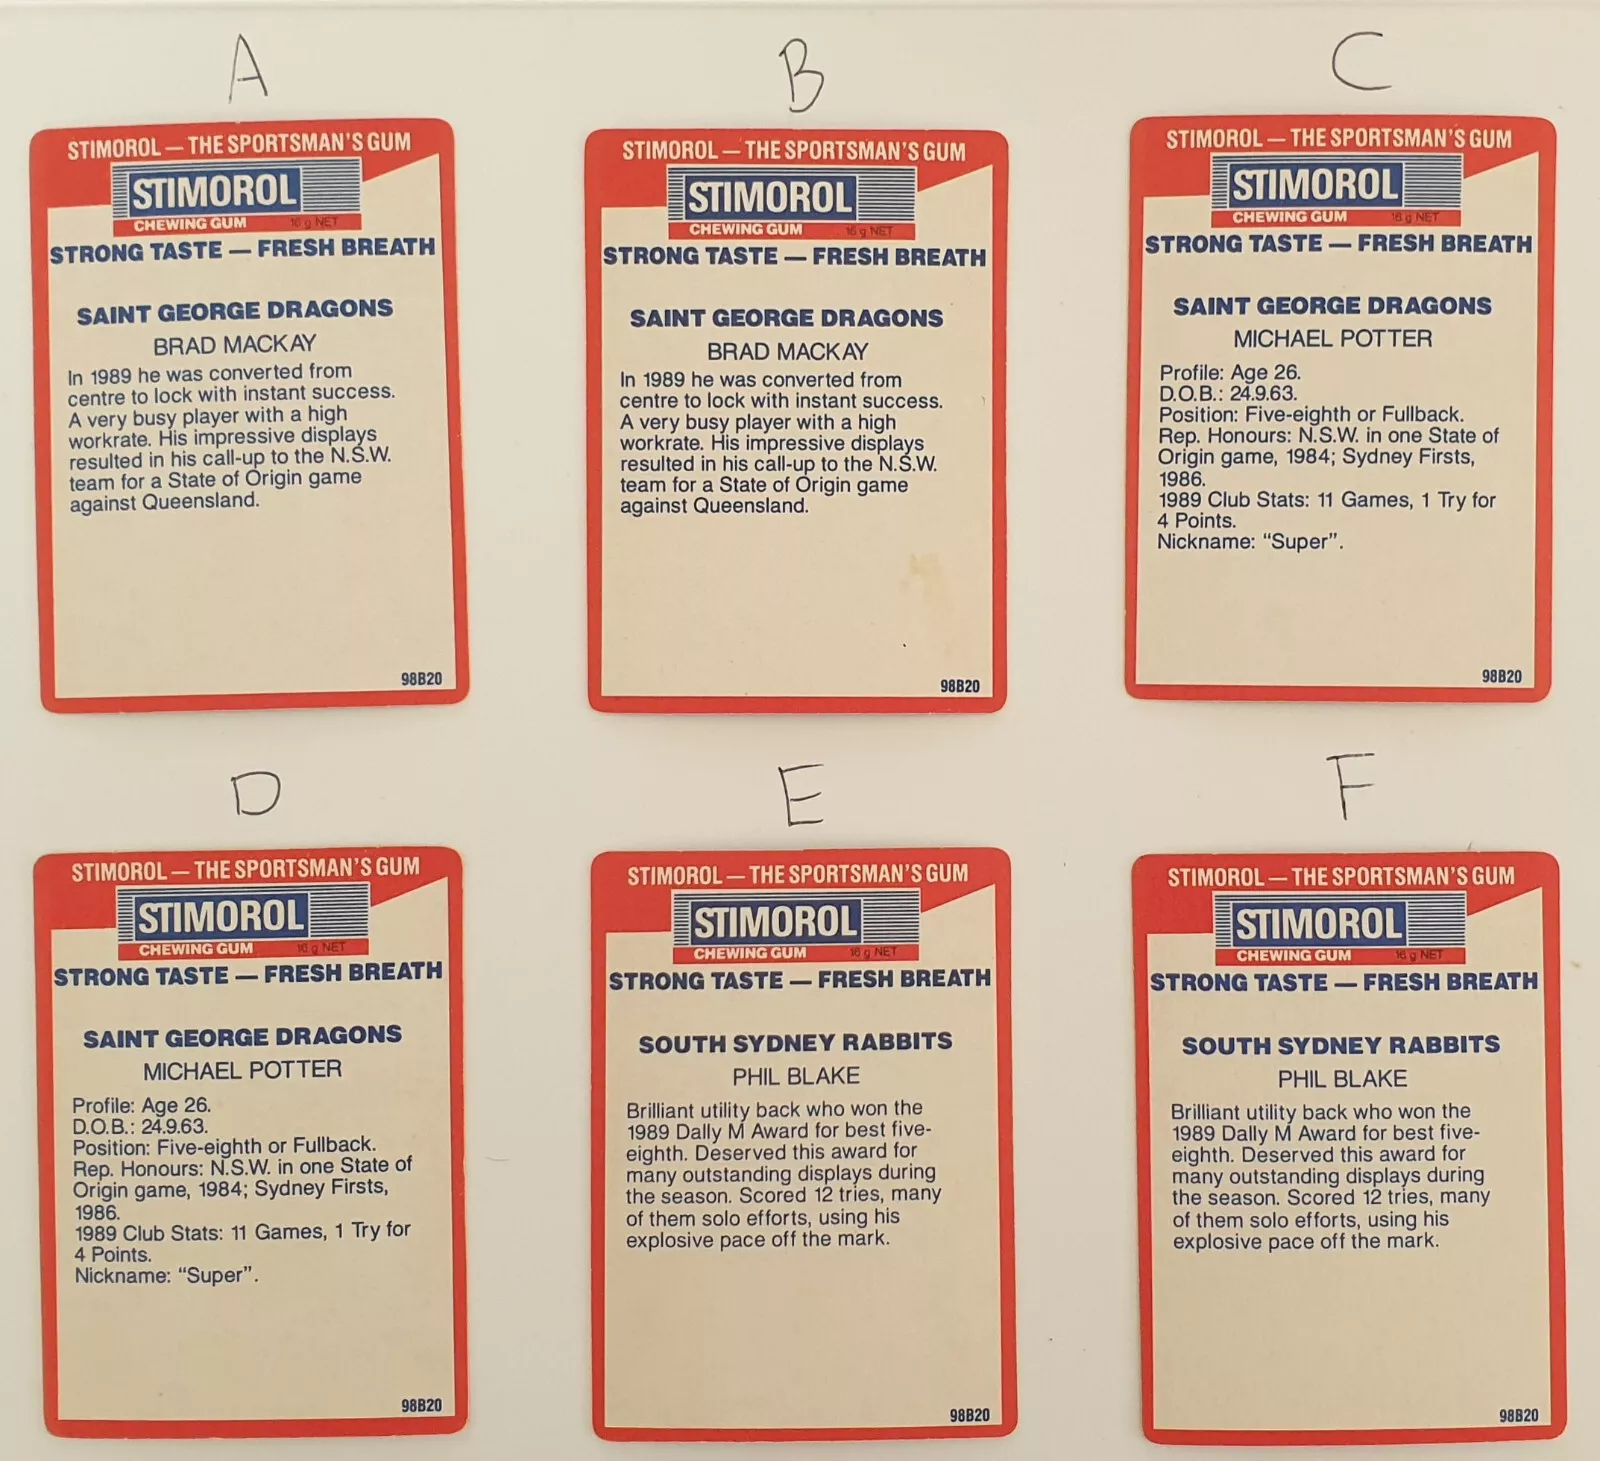 A
STIMOROL — THE SPORTSMAN'S GUM
STIMOROL
CHEWING GUM 16 g NET
STRONG TASTE — FRESH BREATH
SAINT GEORGE DRAGONS
BRAD MACKAY
In 1989 he was converted from
centre to lock with instant success.
A very busy player with a high
workrate. His impressive displays
resulted in his call-up to the N.S.W.
team for a State of Origin game
against Queensland.
98B20
B
STIMOROL — THE SPORTSMAN'S GUM
STIMOROL
CHEWING GUM 16 g NET
STRONG TASTE — FRESH BREATH
SAINT GEORGE DRAGONS
BRAD MACKAY
In 1989 he was converted from
centre to lock with instant success.
A very busy player with a high
workrate. His impressive displays
resulted in his call-up to the N.S.W.
team for a State of Origin game
against Queensland.
98B20
C
STIMOROL — THE SPORTSMAN'S GUM
STIMOROL
CHEWING GUM 16 g NET
STRONG TASTE — FRESH BREATH
SAINT GEORGE DRAGONS
MICHAEL POTTER
Profile: Age 26.
D.O.B.: 24.9.63.
Position: Five-eighth or Fullback.
Rep. Honours: N.S.W. in one State of
Origin game, 1984; Sydney Firsts,
1986.
1989 Club Stats: 11 Games, 1 Try for
4 Points.
Nickname: “Super”.
98B20
D
STIMOROL — THE SPORTSMAN'S GUM
STIMOROL
CHEWING GUM 16 g NET
STRONG TASTE — FRESH BREATH
SAINT GEORGE DRAGONS
MICHAEL POTTER
Profile: Age 26.
D.O.B.: 24.9.63.
Position: Five-eighth or Fullback.
Rep. Honours: N.S.W. in one State of
Origin game, 1984; Sydney Firsts,
1986.
1989 Club Stats: 11 Games, 1 Try for
4 Points.
Nickname: “Super”.
98B20
E
STIMOROL — THE SPORTSMAN'S GUM
STIMOROL
CHEWING GUM 16 g NET
STRONG TASTE — FRESH BREATH
SOUTH SYDNEY RABBITS
PHIL BLAKE
Brilliant utility back who won the
1989 Dally M Award for best five-
eighth. Deserved this award for
many outstanding displays during
the season. Scored 12 tries, many
of them solo efforts, using his
explosive pace off the mark.
98B20
F
STIMOROL — THE SPORTSMAN'S GUM
STIMOROL
CHEWING GUM 16 g NET
STRONG TASTE — FRESH BREATH
SOUTH SYDNEY RABBITS
PHIL BLAKE
Brilliant utility back who won the
1989 Dally M Award for best five-
eighth. Deserved this award for
many outstanding displays during
the season. Scored 12 tries, many
of them solo efforts, using his
explosive pace off the mark.
98B20